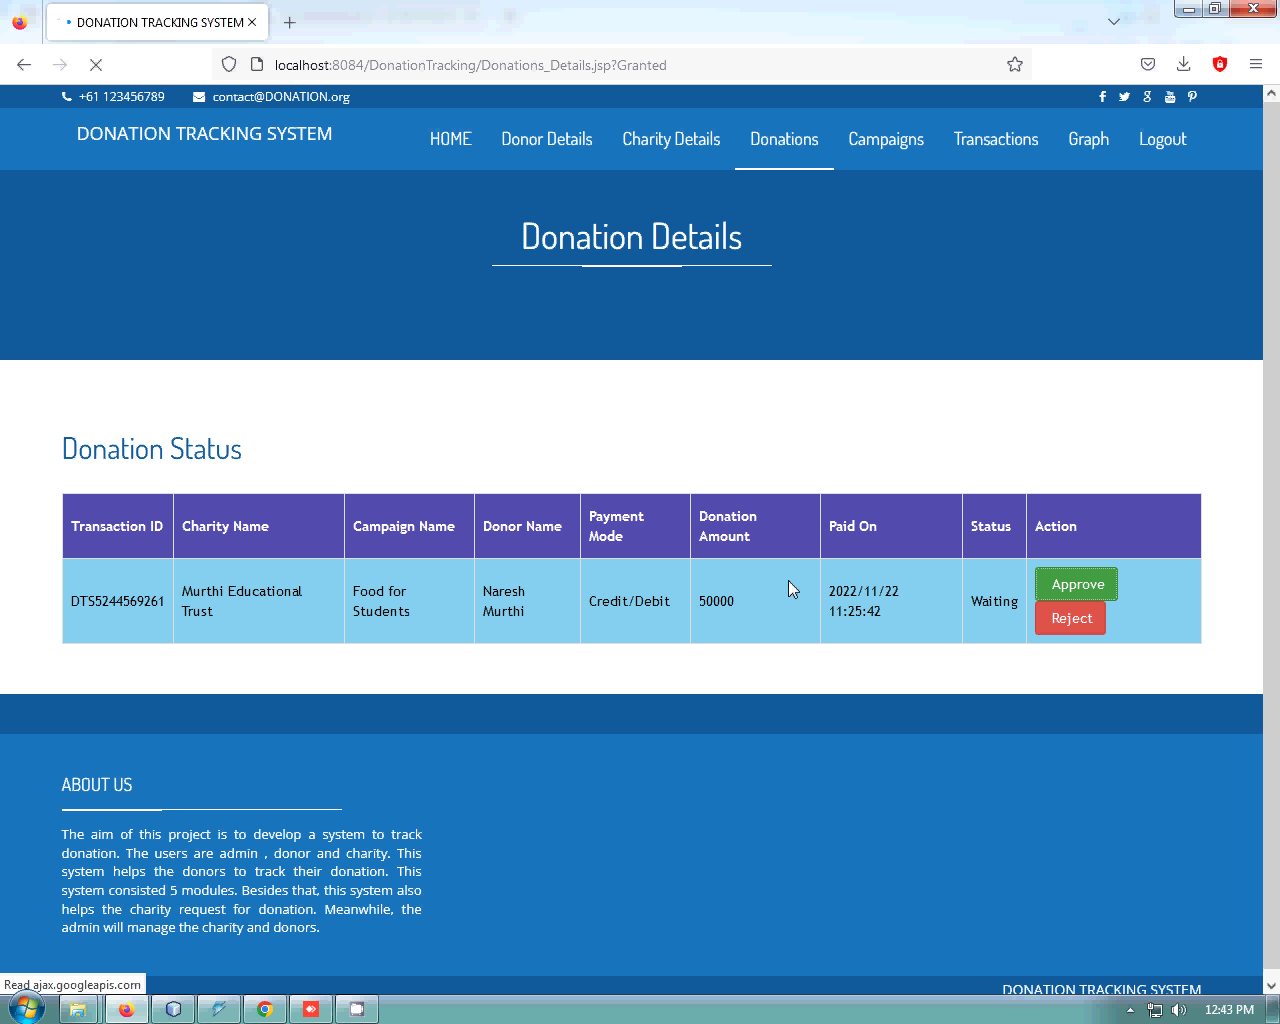 DONATION TRACKING SYSTEM
localhost:8084/DonationTracking/Donations_Details.jsp?Granted
+61 123456789 contact@DONATION.org
DONATION TRACKING SYSTEM
HOME Donor Details Charity Details Donations Campaigns Transactions Graph Logout
Donation Details
Donation Status
Transaction ID Charity Name Campaign Name Donor Name Payment Mode Donation Amount Paid On Status Action
DTS5244569261 Murthi Educational Trust Food for Students Naresh Murthi Credit/Debit 50000 2022/11/22 11:25:42 Waiting Approve
Reject
ABOUT US
The aim of this project is to develop a system to track
donation. The users are admin , donor and charity. This
system helps the donors to track their donation. This
system consisted 5 modules. Besides that, this system also
helps the charity request for donation. Meanwhile, the
admin will manage the charity and donors.
Read ajax.googleapis.com
DONATION TRACKING SYSTEM
12:43 PM